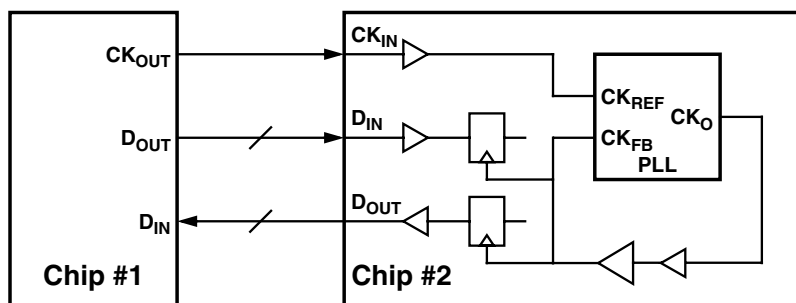 CK_OUT
D_OUT
D_IN
Chip #1
CK_IN
D_IN
D_OUT
Chip #2
CK_REF
CK_O
CK_FB
PLL